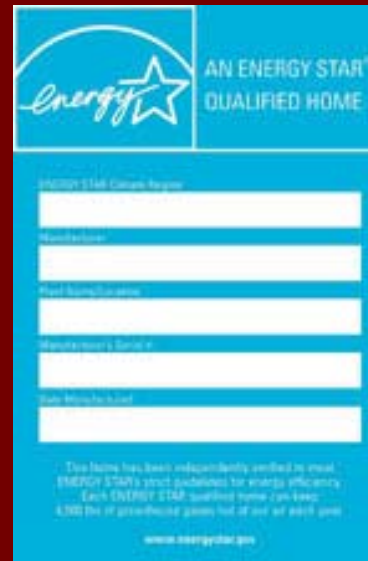 energy
AN ENERGY STAR®
QUALIFIED HOME
ENERGY STAR Climate Region
Manufacturer
Plant Name/Location
Manufacturer's Serial #
Date Manufactured
This home has been independently verified to meet
ENERGY STAR's strict guidelines for energy efficiency.
Each ENERGY STAR qualified home can keep
4,500 lbs of greenhouse gases out of our air each year.
www.energystar.gov